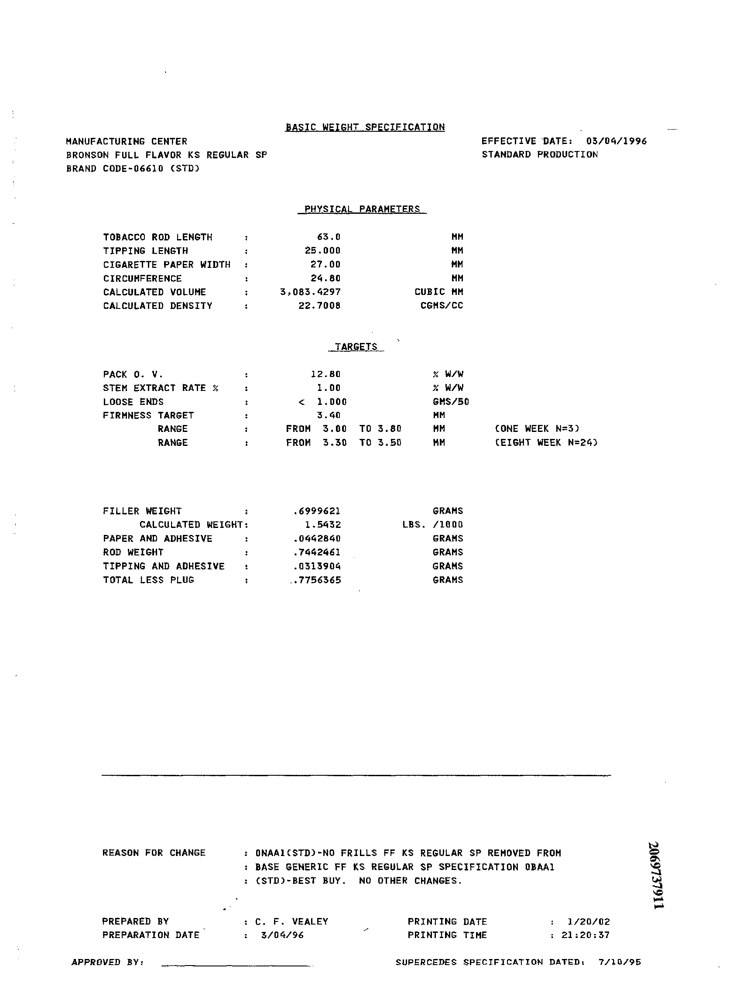 BASIC WEIGHT SPECIFICATION
MANUFACTURING CENTER EFFECTIVE DATE: 03/04/1996
BRONSON FULL FLAVOR KS REGULAR SP STANDARD PRODUCTION
BRAND CODE-06610 (STD)
PHYSICAL PARAMETERS
TOBACCO ROD LENGTH : 63.0 MM
TIPPING LENGTH : 25.000 MM
CIGARETTE PAPER WIDTH : 27.00 MM
CIRCUMFERENCE : 24.80 MM
CALCULATED VOLUME : 3,083.4297 CUBIC MM
CALCULATED DENSITY : 22.7008 CGMS/CC
TARGETS
PACK O. V. : 12.80 % W/W
STEM EXTRACT RATE % : 1.00 % W/W
LOOSE ENDS : < 1.000 GMS/50
FIRMNESS TARGET : 3.40 MM
RANGE : FROM 3.00 TO 3.80 MM (ONE WEEK N=3)
RANGE : FROM 3.30 TO 3.50 MM (EIGHT WEEK N=24)
FILLER WEIGHT : .6999621 GRAMS
CALCULATED WEIGHT: 1.5432 LBS. /1000
PAPER AND ADHESIVE : .0442840 GRAMS
ROD WEIGHT : .7442461 GRAMS
TIPPING AND ADHESIVE : .0313904 GRAMS
TOTAL LESS PLUG : .7756365 GRAMS
REASON FOR CHANGE : 0NAA1(STD)-NO FRILLS FF KS REGULAR SP REMOVED FROM
: BASE GENERIC FF KS REGULAR SP SPECIFICATION 0BAA1
: (STD)-BEST BUY. NO OTHER CHANGES.
PREPARED BY : C. F. VEALEY PRINTING DATE : 1/20/02
PREPARATION DATE : 3/04/96 PRINTING TIME : 21:20:37
APPROVED BY: SUPERCEDES SPECIFICATION DATED: 7/10/95
2069737911